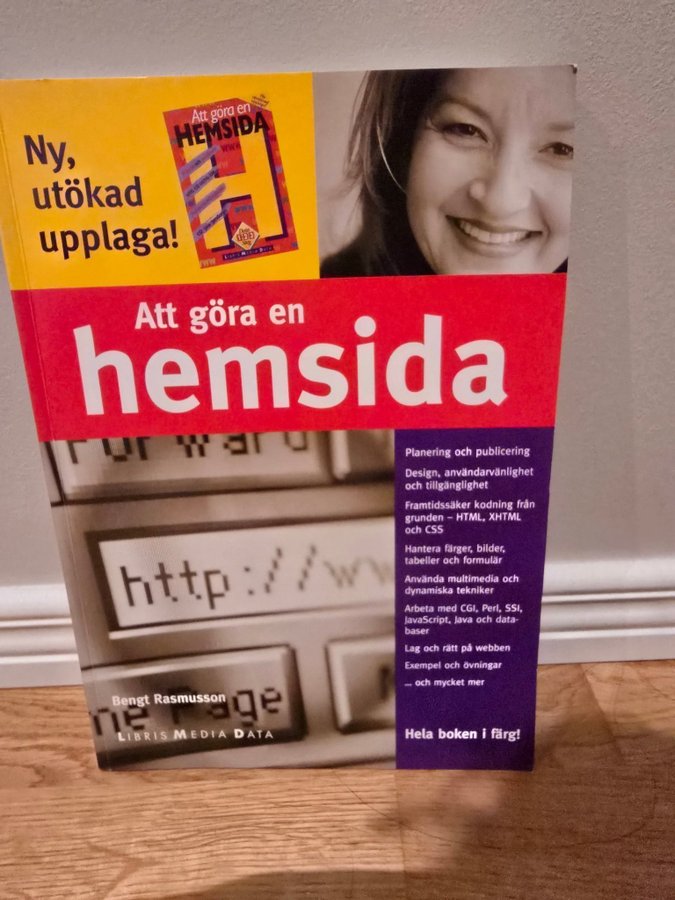 Ny,
utökad
upplaga!
Att göra en
HEMSIDA
LIBRIS MEDIA DATA
Att göra en
hemsida
Forward
http://ww
me Page
Bengt Rasmusson
LIBRIS MEDIA DATA
Planering och publicering
Design, användarvänlighet
och tillgänglighet
Framtidssäker kodning från
grunden – HTML, XHTML
och CSS
Hantera färger, bilder,
tabeller och formulär
Använda multimedia och
dynamiska tekniker
Arbeta med CGI, Perl, SSI,
JavaScript, Java och data-
baser
Lag och rätt på webben
Exempel och övningar
... och mycket mer
Hela boken i färg!